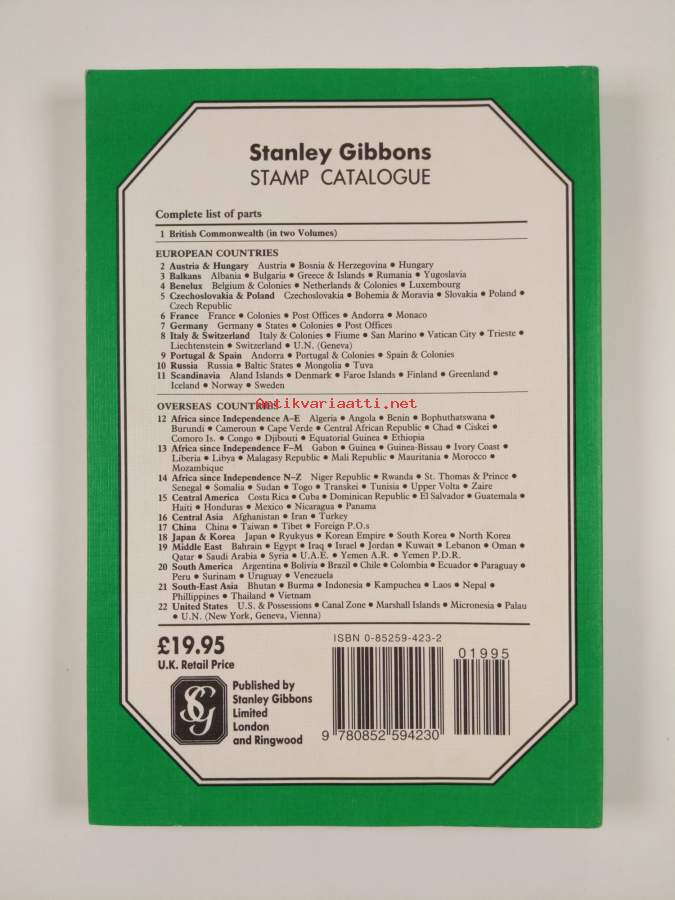 Stanley Gibbons
STAMP CATALOGUE
Complete list of parts
1 British Commonwealth (in two Volumes)
EUROPEAN COUNTRIES
2 Austria & Hungary Austria ● Bosnia & Herzegovina ● Hungary
3 Balkans Albania ● Bulgaria ● Greece & Islands ● Rumania ● Yugoslavia
4 Benelux Belgium & Colonies ● Netherlands & Colonies ● Luxembourg
5 Czechoslovakia & Poland Czechoslovakia ● Bohemia & Moravia ● Slovakia ● Poland ●
Czech Republic
6 France France ● Colonies ● Post Offices ● Andorra ● Monaco
7 Germany Germany ● States ● Colonies ● Post Offices
8 Italy & Switzerland Italy & Colonies ● Fiume ● San Marino ● Vatican City ● Trieste ●
Liechtenstein ● Switzerland ● U.N. (Geneva)
9 Portugal & Spain Andorra ● Portugal & Colonies ● Spain & Colonies
10 Russia Russia ● Baltic States ● Mongolia ● Tuva
11 Scandinavia Aland Islands ● Denmark ● Faroe Islands ● Finland ● Greenland ●
Iceland ● Norway ● Sweden
Antikvariaatti.net
OVERSEAS COUNTRIES
12 Africa since Independence A–E Algeria ● Angola ● Benin ● Bophuthatswana ●
Burundi ● Cameroun ● Cape Verde ● Central African Republic ● Chad ● Ciskei ●
Comoro Is. ● Congo ● Djibouti ● Equatorial Guinea ● Ethiopia
13 Africa since Independence F–M Gabon ● Guinea ● Guinea-Bissau ● Ivory Coast ●
Liberia ● Libya ● Malagasy Republic ● Mali Republic ● Mauritania ● Morocco ●
Mozambique
14 Africa since Independence N–Z Niger Republic ● Rwanda ● St. Thomas & Prince ●
Senegal ● Somalia ● Sudan ● Togo ● Transkei ● Tunisia ● Upper Volta ● Zaire
15 Central America Costa Rica ● Cuba ● Dominican Republic ● El Salvador ● Guatemala ●
Haiti ● Honduras ● Mexico ● Nicaragua ● Panama
16 Central Asia Afghanistan ● Iran ● Turkey
17 China China ● Taiwan ● Tibet ● Foreign P.O.s
18 Japan & Korea Japan ● Ryukyus ● Korean Empire ● South Korea ● North Korea
19 Middle East Bahrain ● Egypt ● Iraq ● Israel ● Jordan ● Kuwait ● Lebanon ● Oman ●
Qatar ● Saudi Arabia ● Syria ● U.A.E. ● Yemen A.R. ● Yemen P.D.R.
20 South America Argentina ● Bolivia ● Brazil ● Chile ● Colombia ● Ecuador ● Paraguay ●
Peru ● Surinam ● Uruguay ● Venezuela
21 South-East Asia Bhutan ● Burma ● Indonesia ● Kampuchea ● Laos ● Nepal ●
Phillippines ● Thailand ● Vietnam
22 United States U.S. & Possessions ● Canal Zone ● Marshall Islands ● Micronesia ● Palau
● U.N. (New York, Geneva, Vienna)
£19.95
U.K. Retail Price
SG
Published by
Stanley Gibbons
Limited
London
and Ringwood
ISBN 0-85259-423-2
01995
9 780852 594230